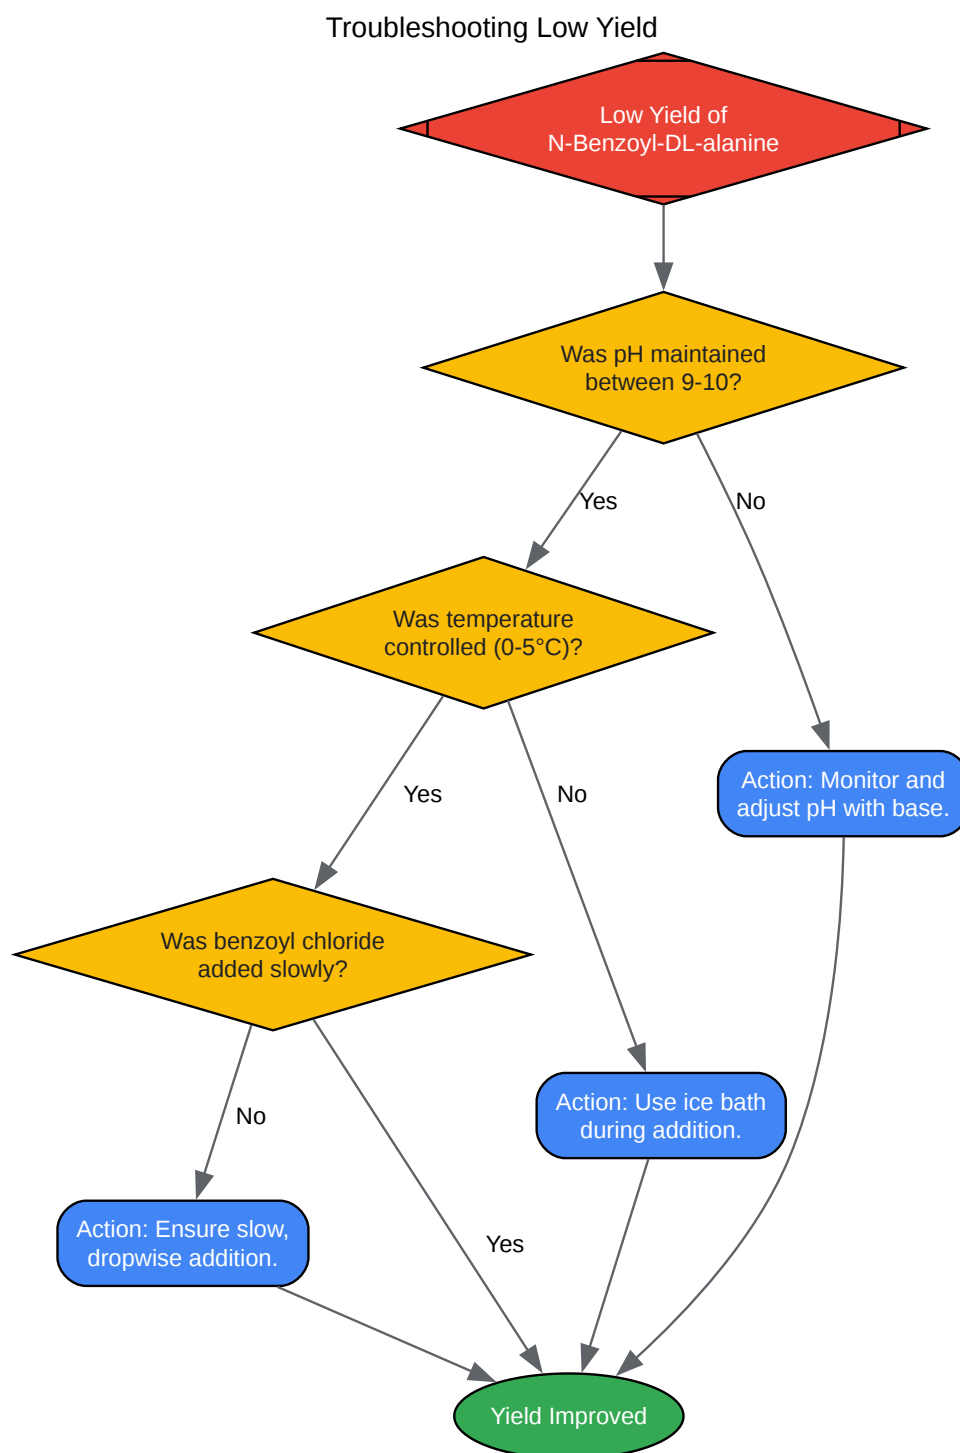 Troubleshooting Low Yield
Low Yield of
N-Benzoyl-DL-alanine
Was pH maintained
between 9-10?
Yes
No
Was temperature
controlled (0-5°C)?
Action: Monitor and
adjust pH with base.
Yes
No
Was benzoyl chloride
added slowly?
Action: Use ice bath
during addition.
No
Yes
Action: Ensure slow,
dropwise addition.
Yield Improved